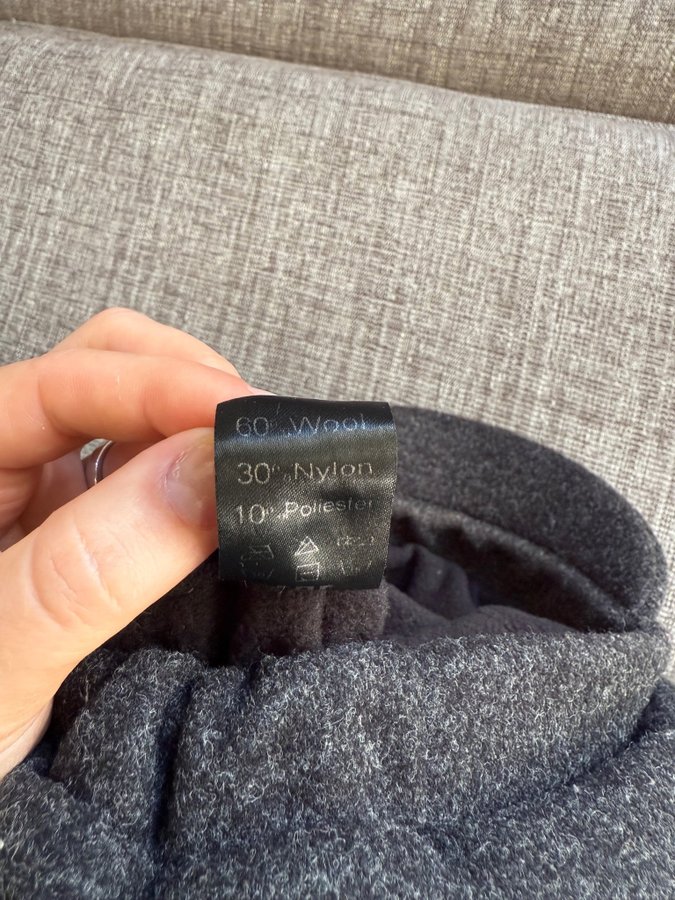 60% Wool
30% Nylon
10% Poliester